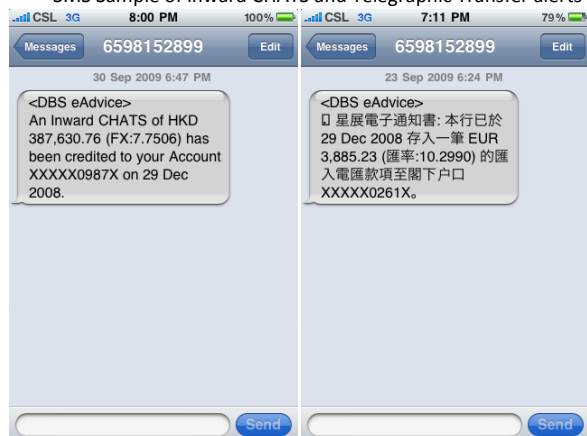 SMS Sample of Inward CHATS and Telegraphic Transfer alerts
CSL 3G 8:00 PM 100%
Messages 6598152899 Edit
30 Sep 2009 6:47 PM
<DBS eAdvice>
An Inward CHATS of HKD
387,630.76 (FX:7.7506) has
been credited to your Account
XXXXX0987X on 29 Dec
2008.
Send
CSL 3G 7:11 PM 79%
Messages 6598152899 Edit
23 Sep 2009 6:24 PM
<DBS eAdvice>
星展電子通知書: 本行已於
29 Dec 2008 存入一筆 EUR
3,885.23 (匯率:10.2990) 的匯
入電匯款項至閣下户口
XXXXX0261X。
Send